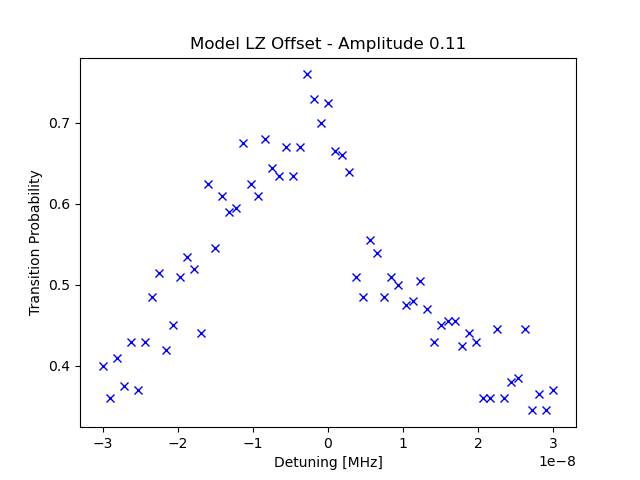 Model LZ Offset - Amplitude 0.11
Transition Probability
0.7
0.6
0.5
0.4
−3 −2 −1 0 1 2 3
Detuning [MHz]
1e−8